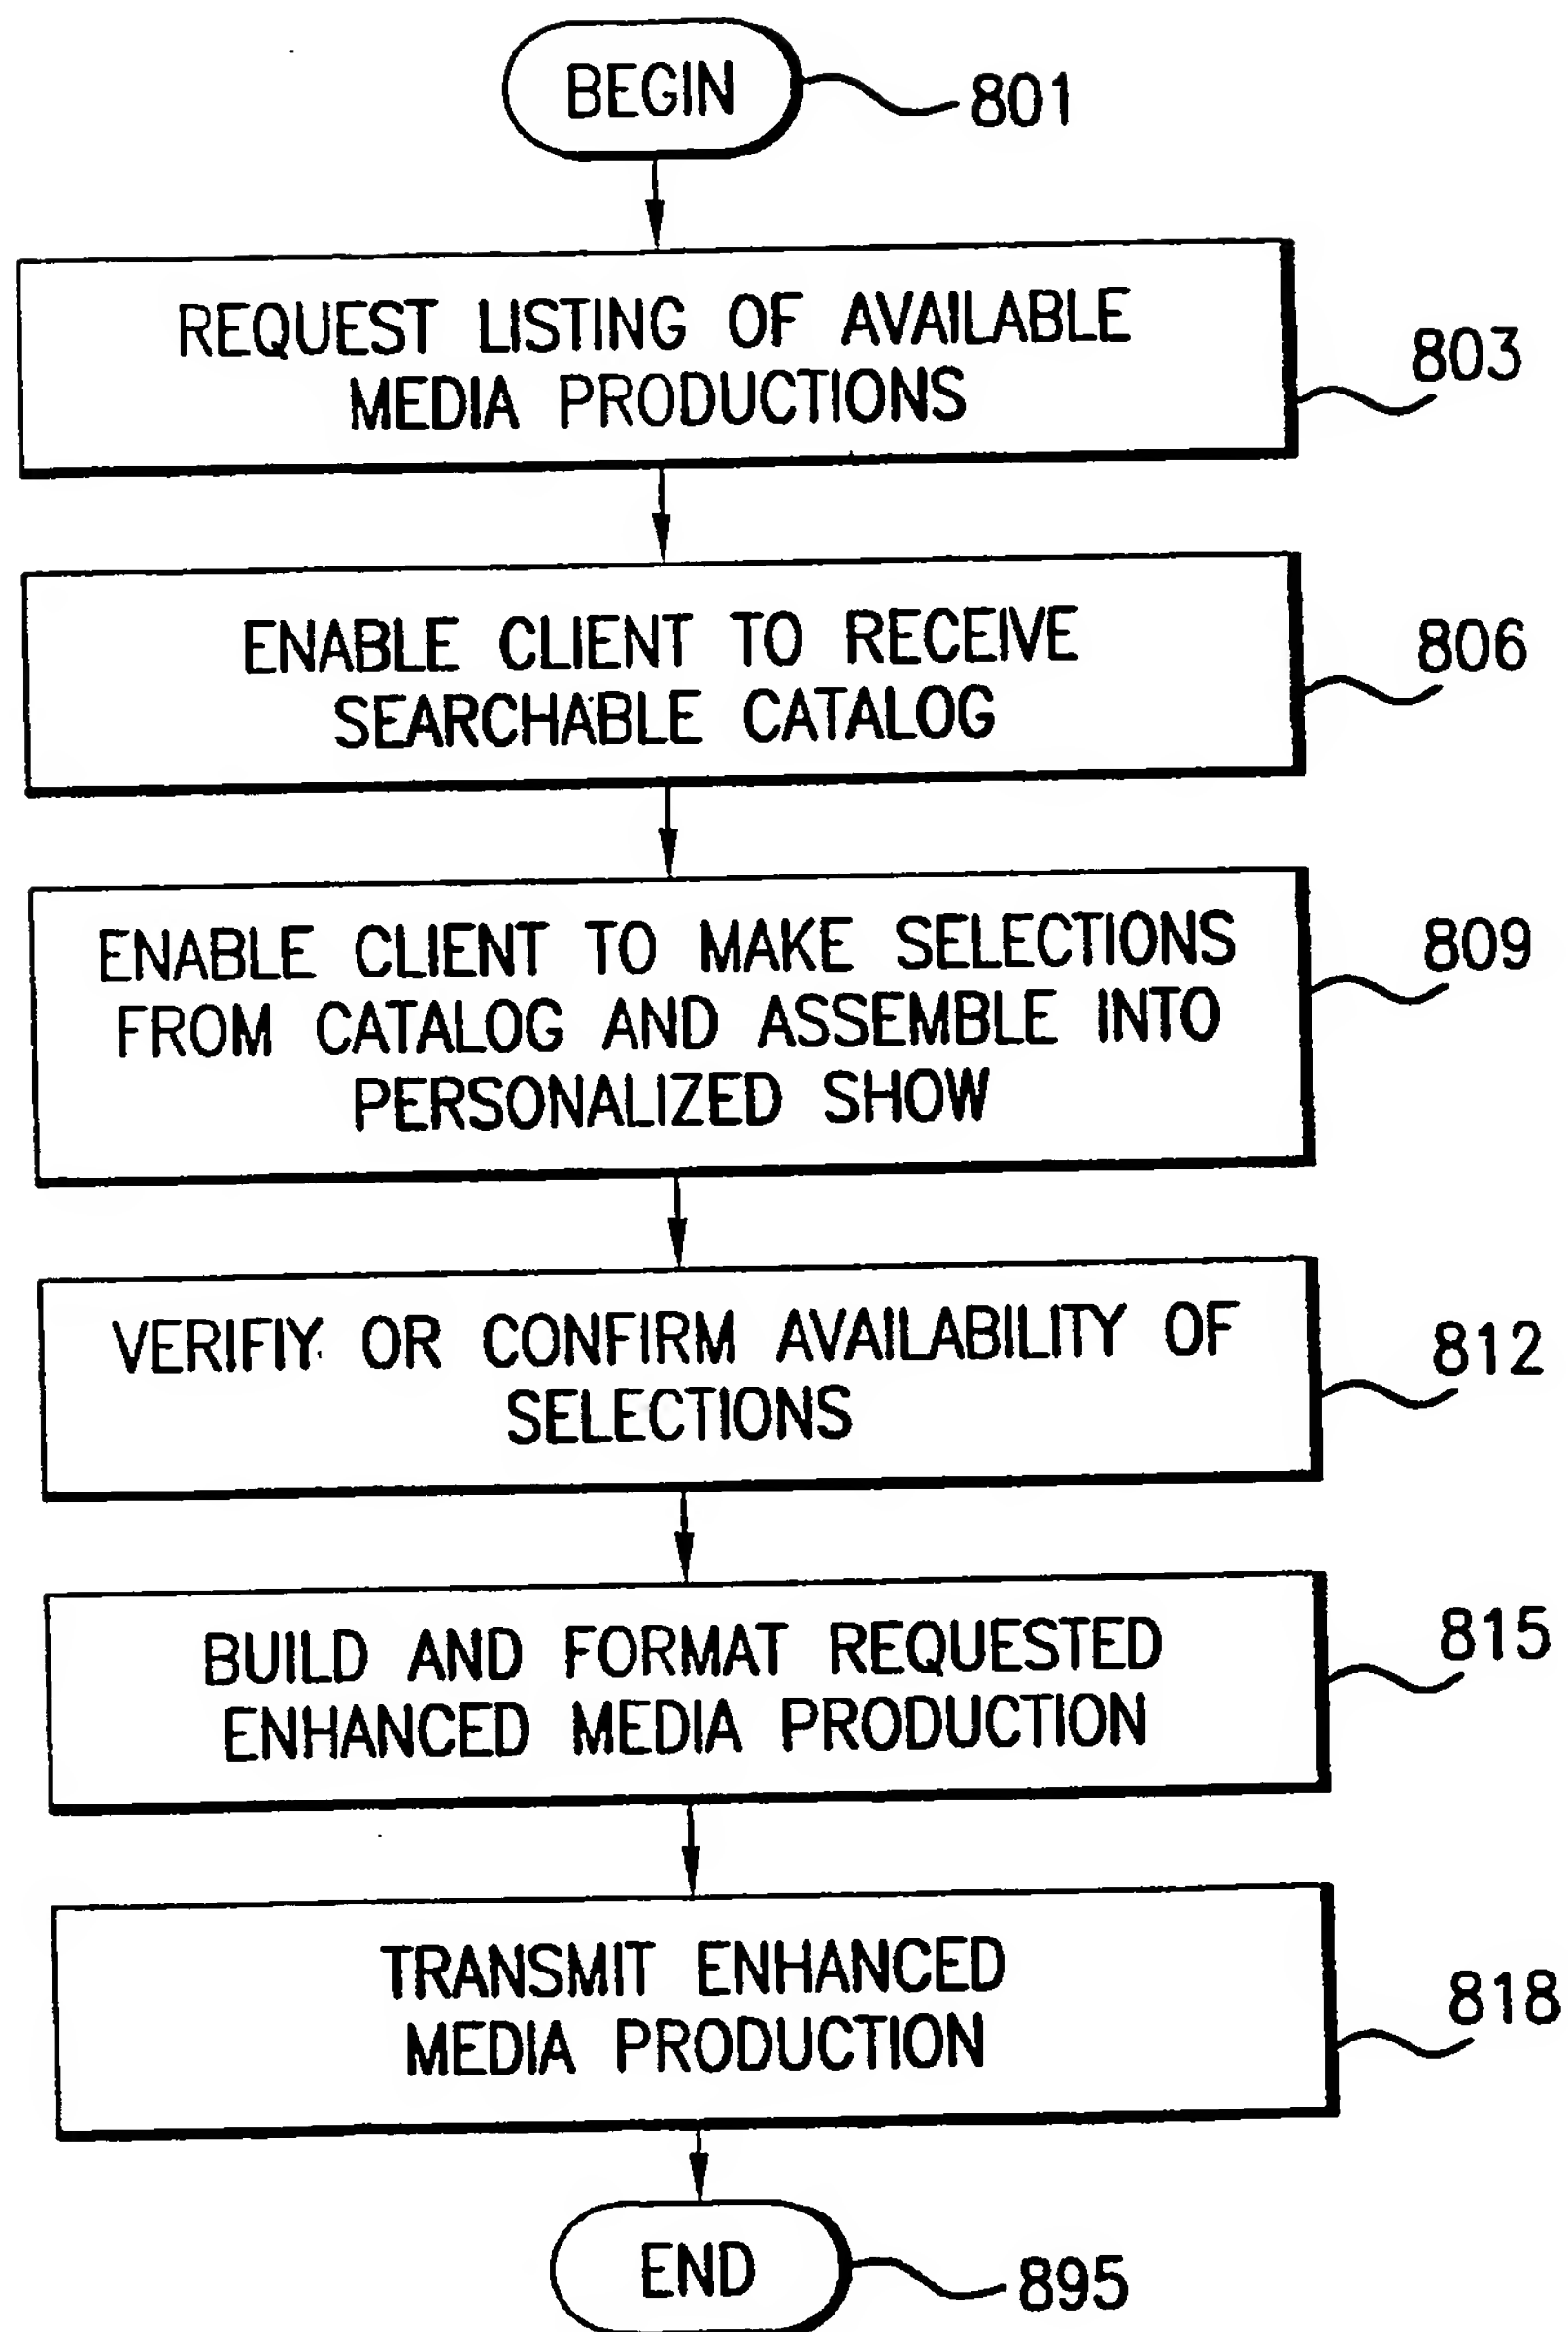 BEGIN
801
REQUEST LISTING OF AVAILABLE
MEDIA PRODUCTIONS
803
ENABLE CLIENT TO RECEIVE
SEARCHABLE CATALOG
806
ENABLE CLIENT TO MAKE SELECTIONS
FROM CATALOG AND ASSEMBLE INTO
PERSONALIZED SHOW
809
VERIFIY OR CONFIRM AVAILABILITY OF
SELECTIONS
812
BUILD AND FORMAT REQUESTED
ENHANCED MEDIA PRODUCTION
815
TRANSMIT ENHANCED
MEDIA PRODUCTION
818
END
895